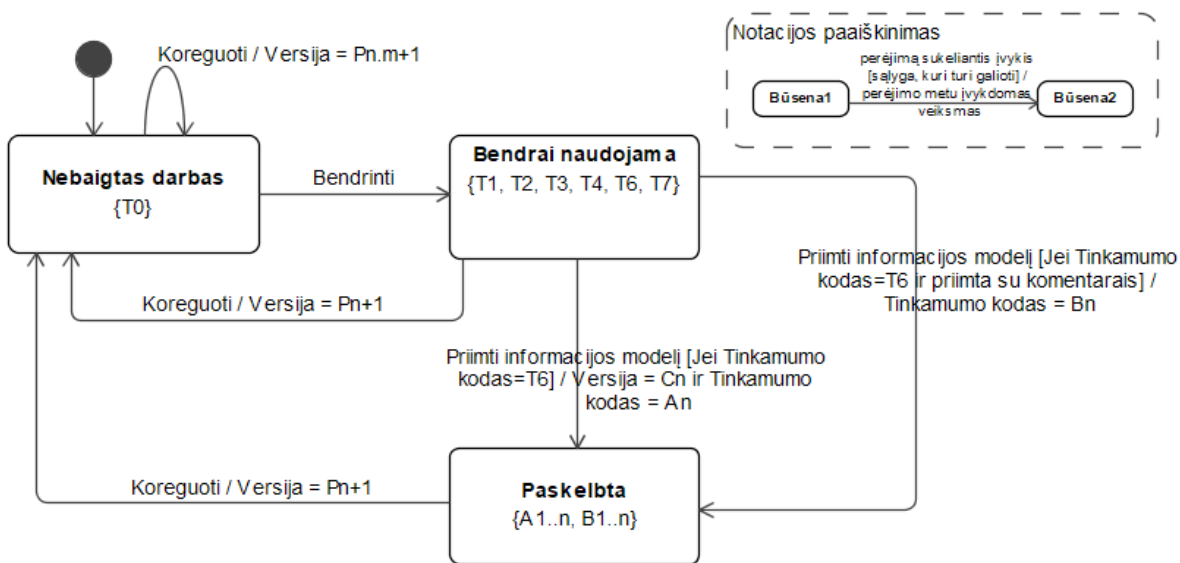 Koreguoti / Versija = Pn.m+1
Notacijos paaiškinimas
perėjimą sukeliantis įvykis
[sąlyga, kuri turi galioti] /
perėjimo metu įvykdomas
veiksmas
Būsena1
Būsena2
Nebaigtas darbas
{T0}
Bendrinti
Bendrai naudojama
{T1, T2, T3, T4, T6, T7}
Priimti informacijos modelį [Jei Tinkamumo
kodas=T6 ir priimta su komentarais] /
Tinkamumo kodas = Bn
Koreguoti / Versija = Pn+1
Priimti informacijos modelį [Jei Tinkamumo
kodas=T6] / Versija = Cn ir Tinkamumo
kodas = An
Koreguoti / Versija = Pn+1
Paskelbta
{A1..n, B1..n}